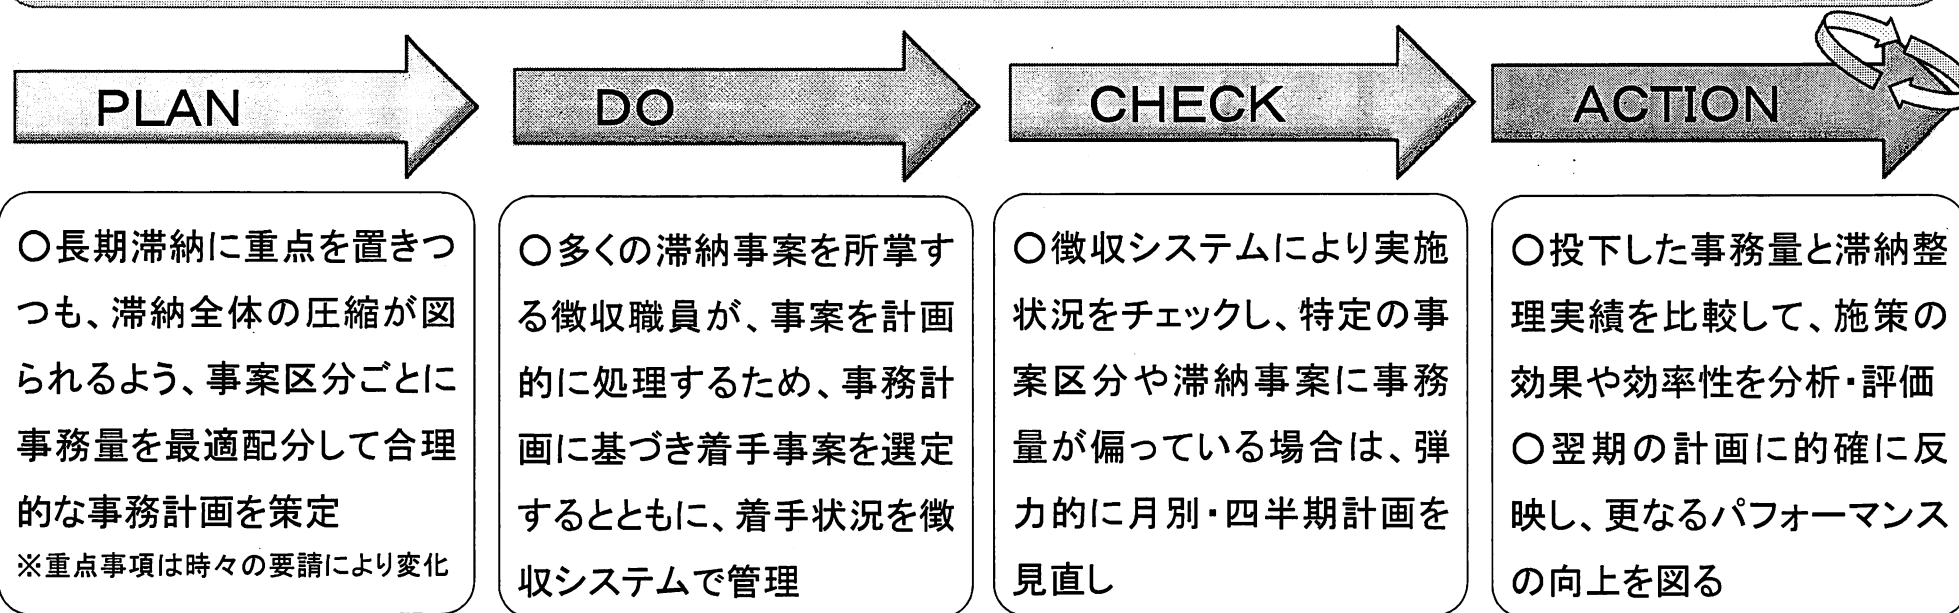 PLAN
○長期滞納に重点を置きつ
つも、滞納全体の圧縮が図
られるよう、事案区分ごとに
事務量を最適配分して合理
的な事務計画を策定
※重点事項は時々の要請により変化
DO
○多くの滞納事案を所掌す
る徴収職員が、事案を計画
的に処理するため、事務計
画に基づき着手事案を選定
するとともに、着手状況を徴
収システムで管理
CHECK
○徴収システムにより実施
状況をチェックし、特定の事
案区分や滞納事案に事務
量が偏っている場合は、弾
力的に月別・四半期計画を
見直し
ACTION
○投下した事務量と滞納整
理実績を比較して、施策の
効果や効率性を分析・評価
○翌期の計画に的確に反
映し、更なるパフォーマンス
の向上を図る